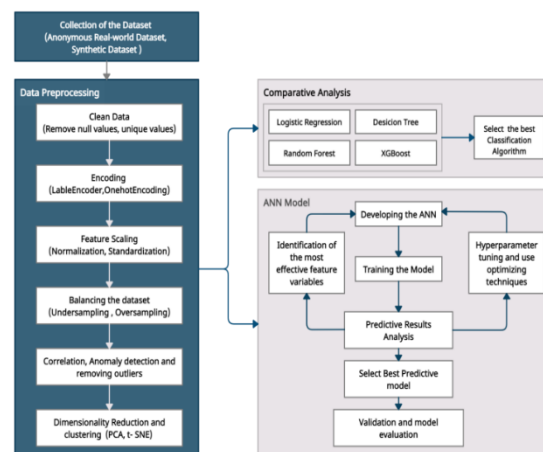 Collection of the Dataset
(Anonymous Real-world Dataset,
Synthetic Dataset )
Data Preprocessing
Clean Data
(Remove null values, unique values)
Encoding
(LableEncoder,OnehotEncoding)
Feature Scaling
(Normalization, Standardization)
Balancing the dataset
(Undersampling , Oversampling)
Correlation, Anomaly detection and
removing outliers
Dimensionality Reduction and
clustering (PCA, t- SNE)
Comparative Analysis
Logistic Regression
Desicion Tree
Random Forest
XGBoost
Select the best
Classification
Algorithm
ANN Model
Developing the ANN
Identification of
the most
effective feature
variables
Training the Model
Hyperparameter
tuning and use
optimizing
techniques
Predictive Results
Analysis
Select Best Predictive
model
Validation and model
evaluation